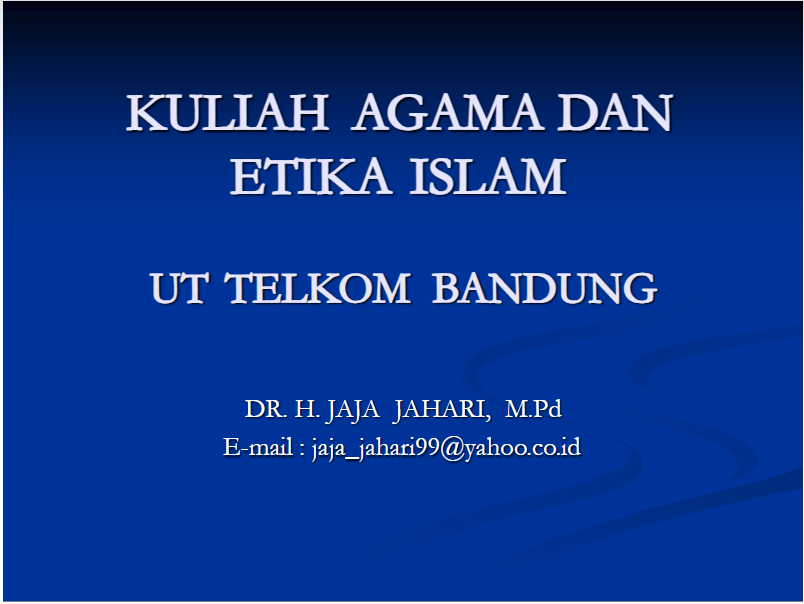 KULIAH AGAMA DAN
ETIKA ISLAM
UT TELKOM BANDUNG
DR. H. JAJA JAHARI, M.Pd
E-mail : jaja_jahari99@yahoo.co.id